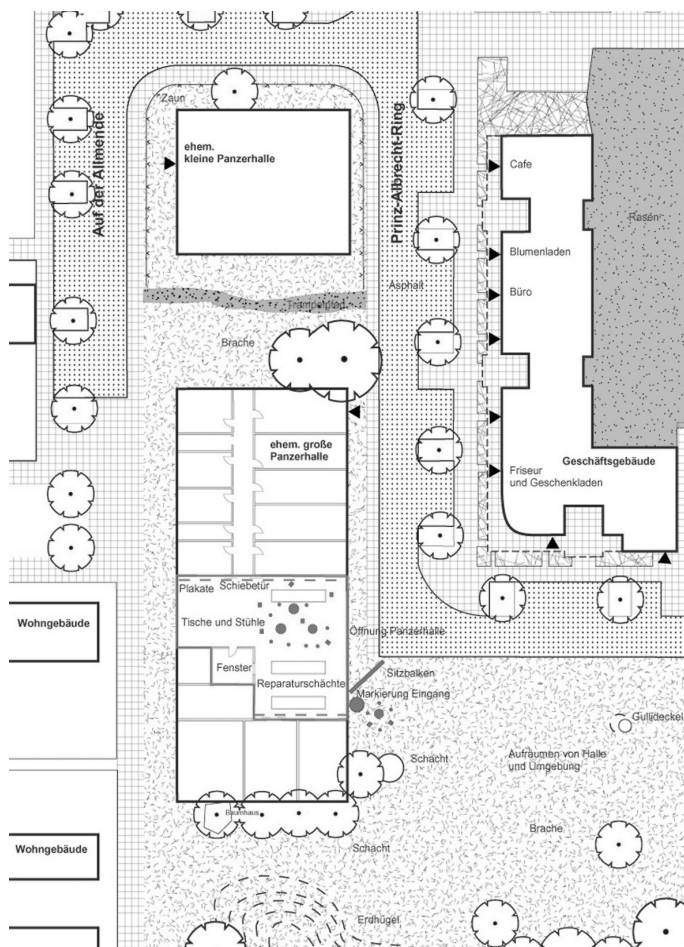 Zaun
Auf der Allmende
ehem.
kleine Panzerhalle
Prinz-Albrecht-Ring
Cafe
Rasen
Blumenladen
Asphalt
Büro
Trampelpfad
Brache
ehem. große
Panzerhalle
Geschäftsgebäude
Friseur
und Geschenkladen
Plakate
Schiebetür
Wohngebäude
Tische und Stühle
Öffnung Panzerhalle
Fenster
Sitzbalken
Reparaturschächte
Markierung Eingang
Gullideckel
Schacht
Aufräumen von Halle
und Umgebung
Baumhaus
Brache
Wohngebäude
Schacht
Erdhügel